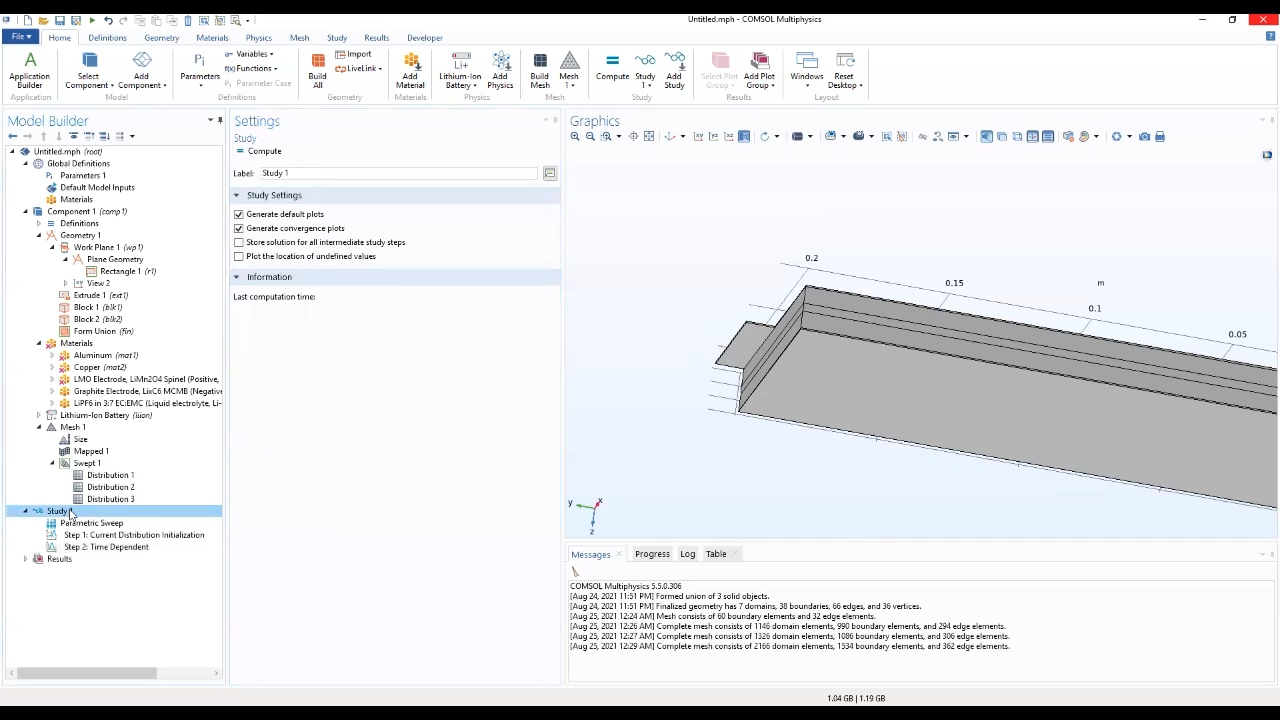 Untitled.mph - COMSOL Multiphysics
File Home Definitions Geometry Materials Physics Mesh Study Results Developer
Application Builder
Application
Select Component
Add Component
Model
Parameters
a= Variables
f(x) Functions
Pi Parameter Case
Definitions
Build All
Import
LiveLink
Geometry
Add Material
Materials
Lithium-Ion Battery
Add Physics
Physics
Build Mesh
Mesh 1
Mesh
Compute
Study 1
Add Study
Study
Select Plot Group
Add Plot Group
Results
Windows
Reset Desktop
Layout
Model Builder
Untitled.mph (root)
Global Definitions
Pi Parameters 1
Default Model Inputs
Materials
Component 1 (comp1)
Definitions
Geometry 1
Work Plane 1 (wp1)
Plane Geometry
Rectangle 1 (r1)
View 2
Extrude 1 (ext1)
Block 1 (blk1)
Block 2 (blk2)
Form Union (fin)
Materials
Aluminum (mat1)
Copper (mat2)
LMO Electrode, LiMn2O4 Spinel (Positive,
Graphite Electrode, LixC6 MCMB (Negative
LiPF6 in 3:7 EC:EMC (Liquid electrolyte, Li-
Lithium-Ion Battery (liion)
Mesh 1
Size
Mapped 1
Swept 1
Distribution 1
Distribution 2
Distribution 3
Study 1
Parametric Sweep
Step 1: Current Distribution Initialization
Step 2: Time Dependent
Results
Settings
Study
= Compute
Label: Study 1
Study Settings
Generate default plots
Generate convergence plots
Store solution for all intermediate study steps
Plot the location of undefined values
Information
Last computation time:
Graphics
0.2
m
0.15
0.1
0.05
y x
z
Messages Progress Log Table
COMSOL Multiphysics 5.5.0.306
[Aug 24, 2021 11:51 PM] Formed union of 3 solid objects.
[Aug 24, 2021 11:51 PM] Finalized geometry has 7 domains, 38 boundaries, 66 edges, and 36 vertices.
[Aug 25, 2021 12:24 AM] Mesh consists of 60 boundary elements and 32 edge elements.
[Aug 25, 2021 12:26 AM] Complete mesh consists of 1146 domain elements, 990 boundary elements, and 294 edge elements.
[Aug 25, 2021 12:27 AM] Complete mesh consists of 1326 domain elements, 1086 boundary elements, and 306 edge elements.
[Aug 25, 2021 12:29 AM] Complete mesh consists of 2166 domain elements, 1534 boundary elements, and 362 edge elements.
1.04 GB | 1.19 GB